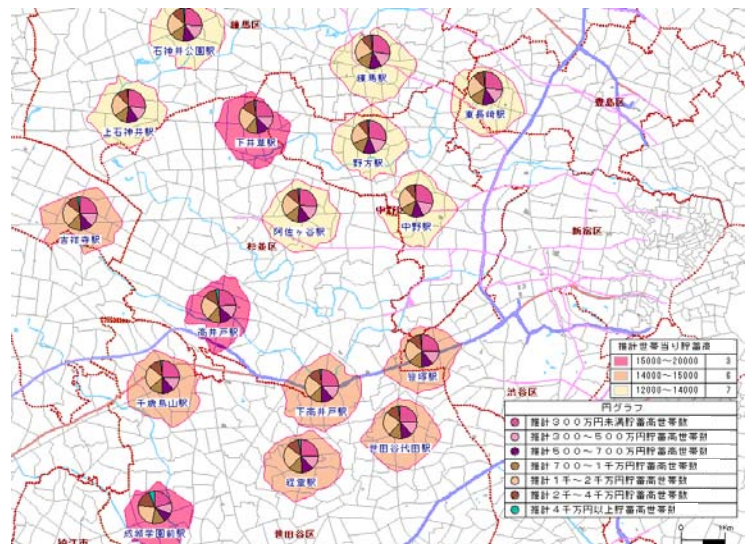 練馬区
石神井公園駅
練馬駅
東長崎駅
豊島区
上石神井駅
下井草駅
野方駅
吉祥寺駅
阿佐ヶ谷駅
中野区
中野駅
杉並区
新宿区
高井戸駅
笹塚駅
千歳烏山駅
下高井戸駅
渋谷区
世田谷代田駅
経堂駅
成城学園前駅
世田谷区
狛江市
推計世帯当り貯蓄高
15000～20000 3
14000～15000 6
12000～14000 7
円グラフ
推計300万円未満貯蓄高世帯数
推計300～500万円貯蓄高世帯数
推計500～700万円貯蓄高世帯数
推計700～1千万円貯蓄高世帯数
推計1千～2千万円貯蓄高世帯数
推計2千～4千万円貯蓄高世帯数
推計4千万円以上貯蓄高世帯数
0 1Km